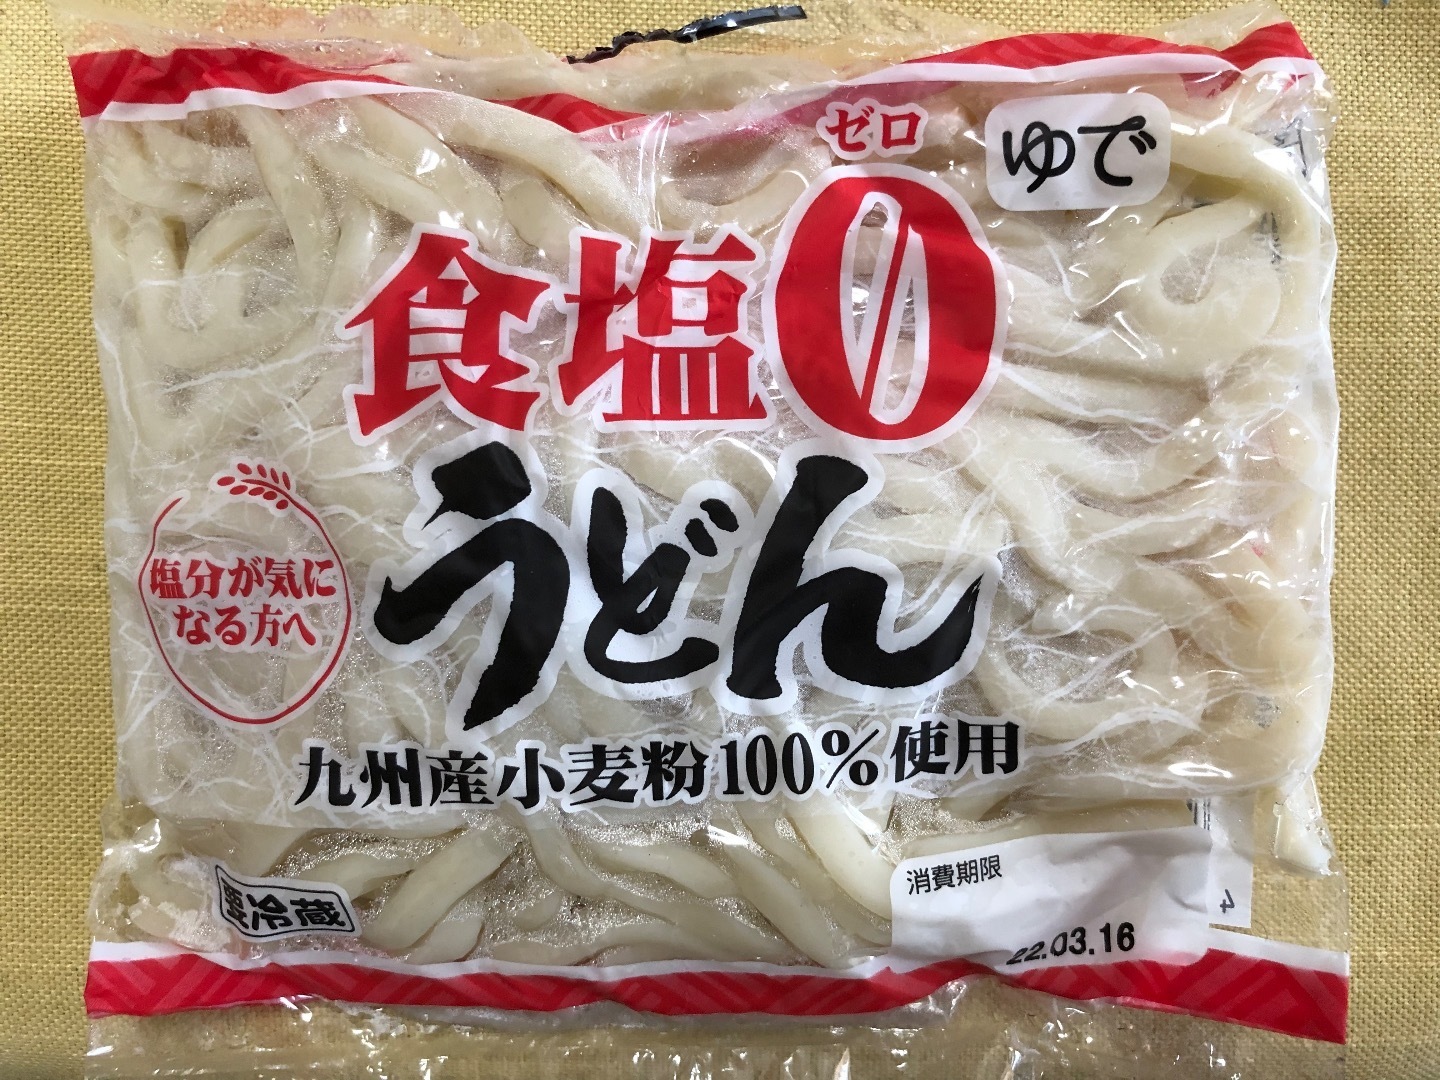 ゼロ
ゆで
食塩0
うどん
塩分が気に
なる方へ
九州産小麦粉100%使用
要冷蔵
消費期限
22.03.16
4